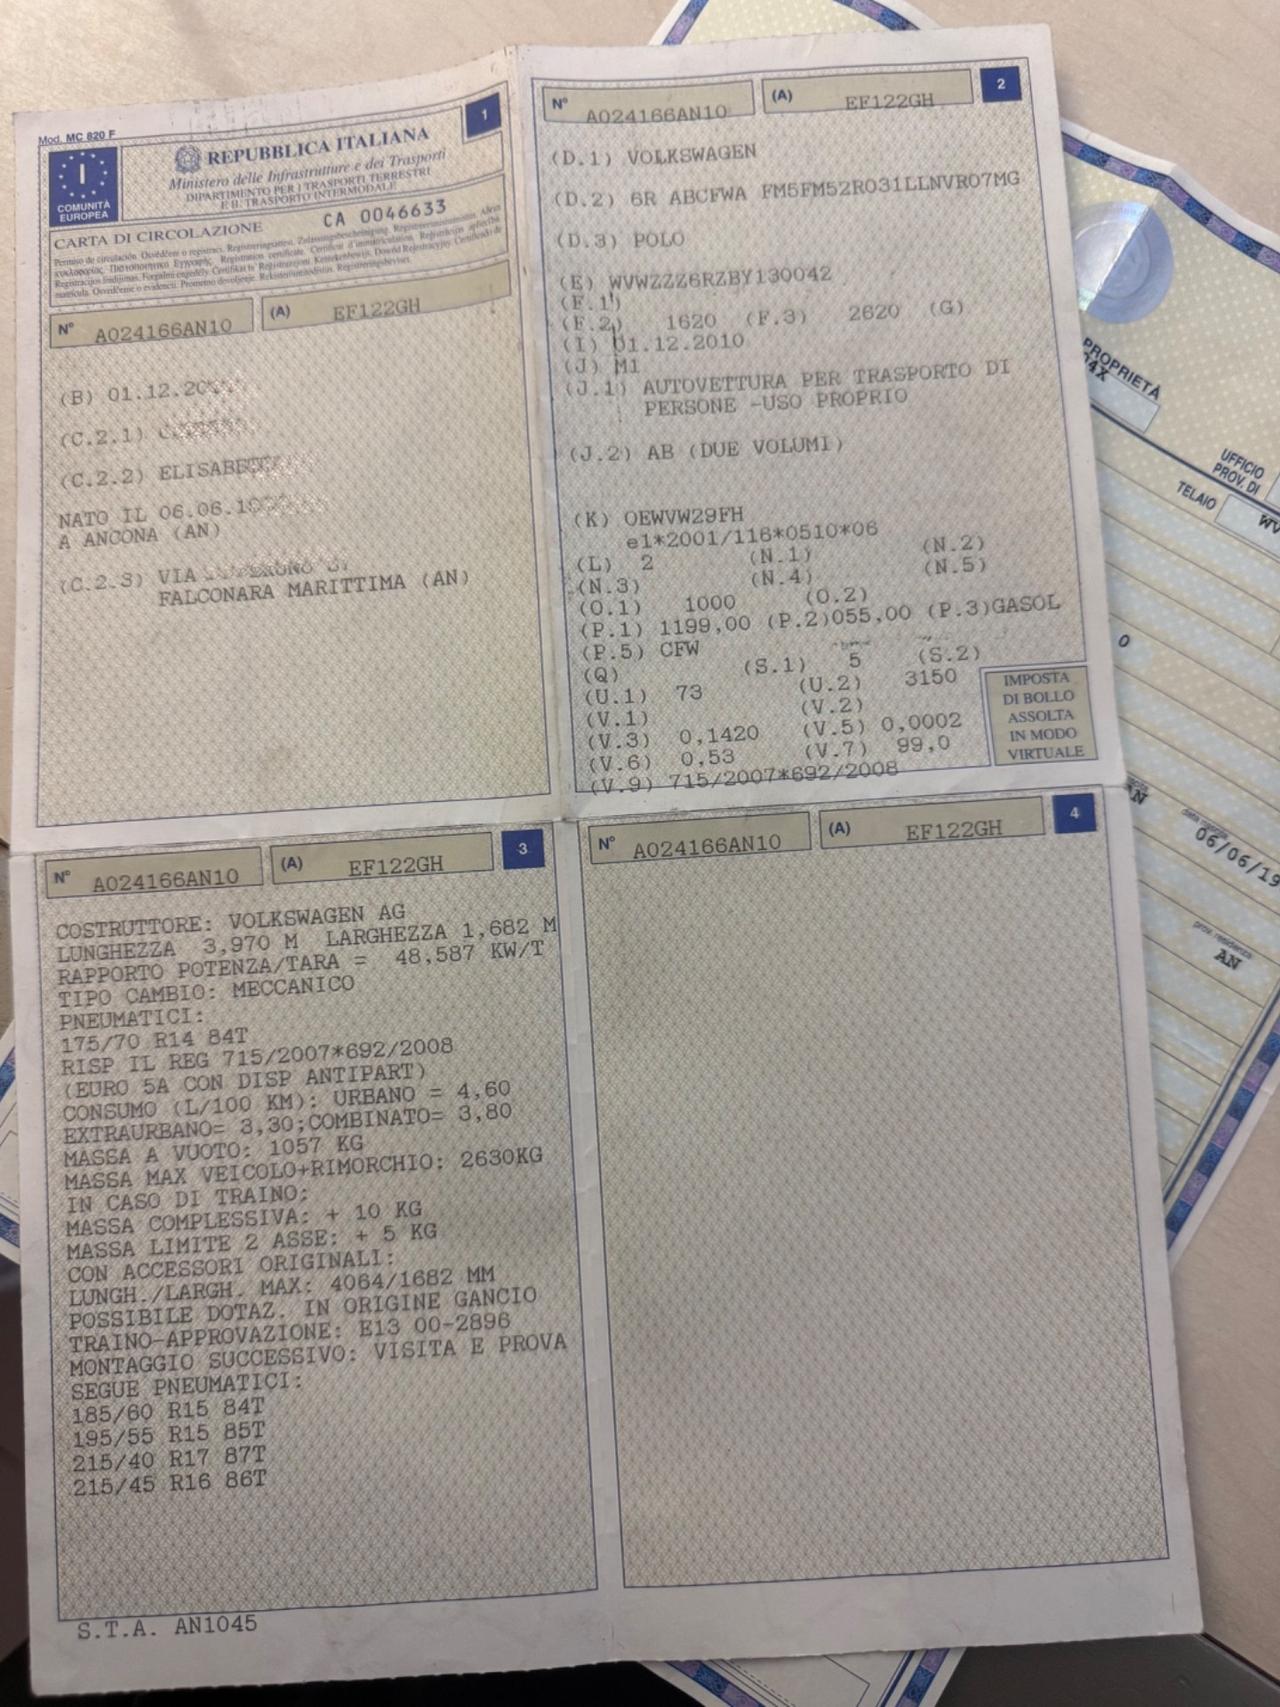 Mod. MC 820 F
1
I
COMUNITÀ
EUROPEA
REPUBBLICA ITALIANA
Ministero delle Infrastrutture e dei Trasporti
DIPARTIMENTO PER I TRASPORTI TERRESTRI
E IL TRASPORTO INTERMODALE
CA 0046633
CARTA DI CIRCOLAZIONE
N° A024166AN10 (A) EF122GH
(B) 01.12.20
(C.2.1)
(C.2.2) ELISABE
NATO IL 06.06.19
A ANCONA (AN)
(C.2.3) VIA
FALCONARA MARITTIMA (AN)
N° A024166AN10 (A) EF122GH 2
(D.1) VOLKSWAGEN
(D.2) 6R ABCFWA FM5FM52R031LLNVR07MG
(D.3) POLO
(E) WVWZZZ6RZBY130042
(F.1)
(F.2) 1620 (F.3) 2620 (G)
(I) 01.12.2010
(J) M1
(J.1) AUTOVETTURA PER TRASPORTO DI
PERSONE -USO PROPRIO
(J.2) AB (DUE VOLUMI)
(K) OEWVW29FH
e1*2001/116*0510*06
(L) 2 (N.1) (N.2)
(N.3) (N.4) (N.5)
(O.1) 1000 (O.2)
(P.1) 1199,00 (P.2)055,00 (P.3)GASOL
(P.5) CFW
(Q) (S.1) 5 (S.2)
(U.1) 73 (U.2) 3150
(V.1) (V.2)
(V.3) 0,1420 (V.5) 0,0002
(V.6) 0,53 (V.7) 99,0
(V.9) 715/2007*692/2008
IMPOSTA
DI BOLLO
ASSOLTA
IN MODO
VIRTUALE
N° A024166AN10 (A) EF122GH 3
COSTRUTTORE: VOLKSWAGEN AG
LUNGHEZZA 3,970 M LARGHEZZA 1,682 M
RAPPORTO POTENZA/TARA = 48,587 KW/T
TIPO CAMBIO: MECCANICO
PNEUMATICI:
175/70 R14 84T
RISP IL REG 715/2007*692/2008
(EURO 5A CON DISP ANTIPART)
CONSUMO (L/100 KM): URBANO = 4,60
EXTRAURBANO= 3,30;COMBINATO= 3,80
MASSA A VUOTO: 1057 KG
MASSA MAX VEICOLO+RIMORCHIO: 2630KG
IN CASO DI TRAINO:
MASSA COMPLESSIVA: + 10 KG
MASSA LIMITE 2 ASSE: + 5 KG
CON ACCESSORI ORIGINALI:
LUNGH./LARGH. MAX: 4064/1682 MM
POSSIBILE DOTAZ. IN ORIGINE GANCIO
TRAINO-APPROVAZIONE: E13 00-2896
MONTAGGIO SUCCESSIVO: VISITA E PROVA
SEGUE PNEUMATICI:
185/60 R15 84T
195/55 R15 85T
215/40 R17 87T
215/45 R16 86T
S.T.A. AN1045
N° A024166AN10 (A) EF122GH 4
PROPRIETÀ
04X
UFFICIO
PROV. DI
TELAIO WV
0
AN
06/06/19
prov. residenza
AN